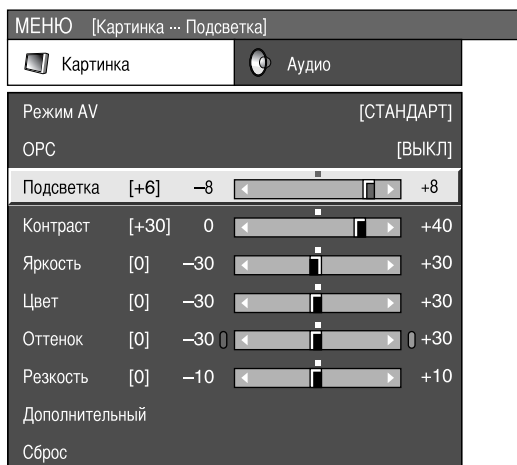 МЕНЮ [Картинка ··· Подсветка]
Картинка Аудио
Режим AV [СТАНДАРТ]
OPC [ВЫКЛ]
Подсветка [+6] –8 +8
Контраст [+30] 0 +40
Яркость [0] –30 +30
Цвет [0] –30 +30
Оттенок [0] –30 +30
Резкость [0] –10 +10
Дополнительный
Сброс